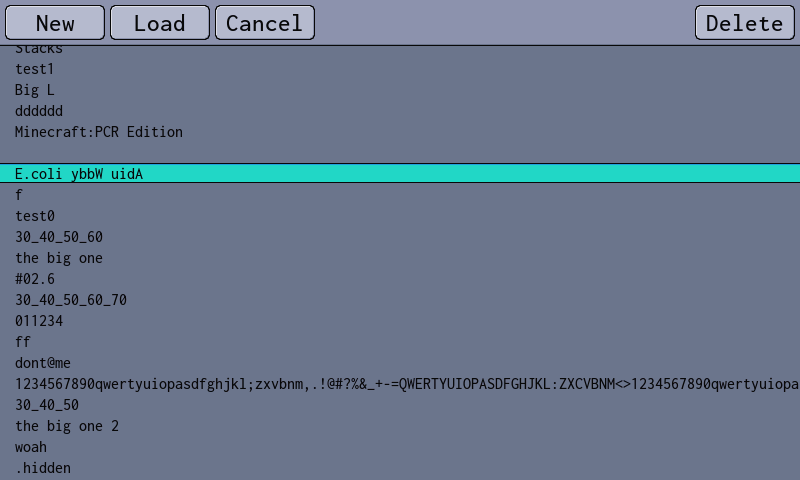 New Load Cancel Delete
Stacks
test1
Big L
dddddd
Minecraft:PCR Edition
E.coli ybbW uidA
f
test0
30_40_50_60
the big one
#02.6
30_40_50_60_70
011234
ff
dont@me
1234567890qwertyuiopasdfghjkl;zxvbnm,.!@#?%&_+-=QWERTYUIOPASDFGHJKL:ZXCVBNM<>1234567890qwertyuiopa
30_40_50
the big one 2
woah
.hidden